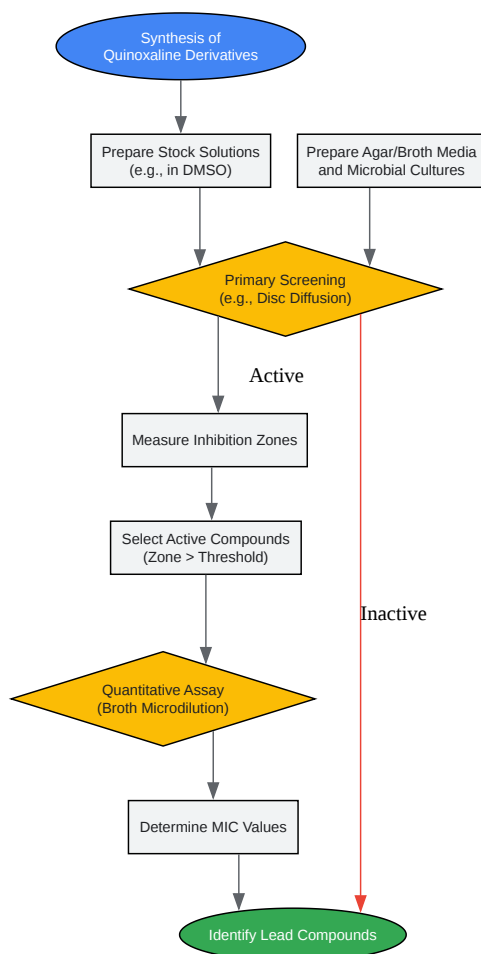 Synthesis of
Quinoxaline Derivatives
Prepare Stock Solutions
(e.g., in DMSO)
Prepare Agar/Broth Media
and Microbial Cultures
Primary Screening
(e.g., Disc Diffusion)
Active
Measure Inhibition Zones
Select Active Compounds
(Zone > Threshold)
Inactive
Quantitative Assay
(Broth Microdilution)
Determine MIC Values
Identify Lead Compounds